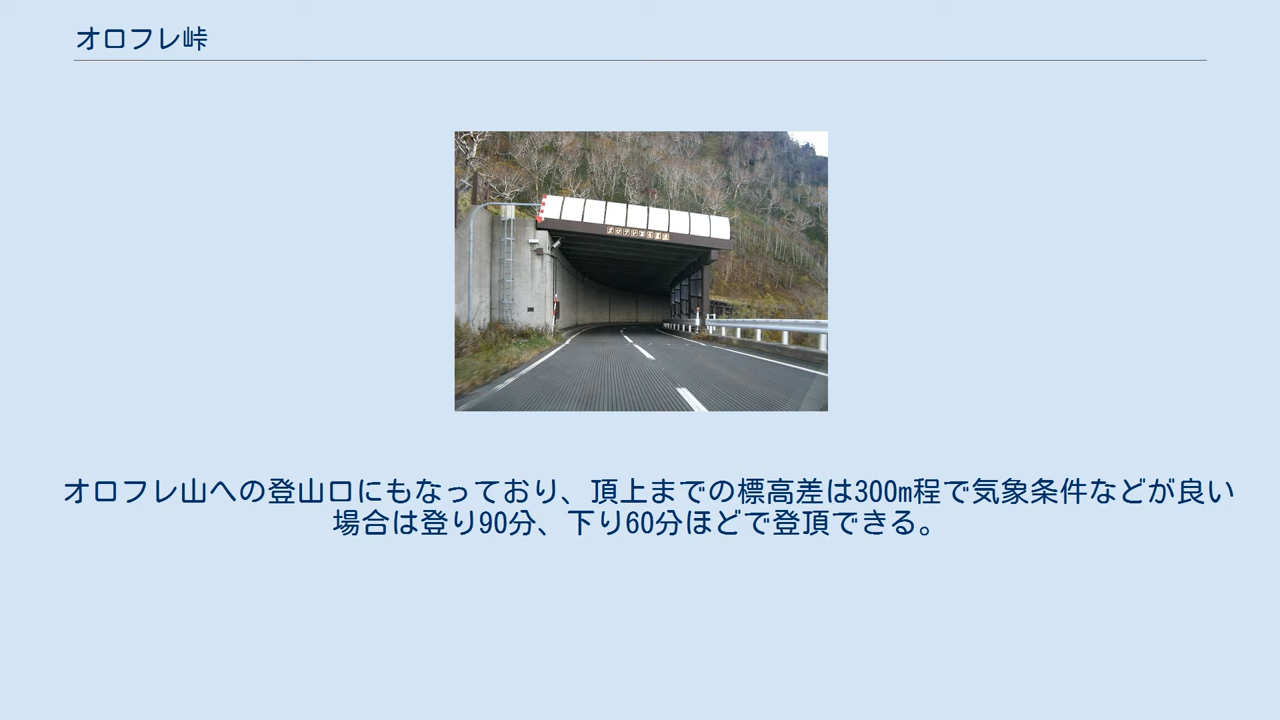 オロフレ峠
オロフレ山への登山口にもなっており、頂上までの標高差は300m程で気象条件などが良い
場合は登り90分、下り60分ほどで登頂できる。